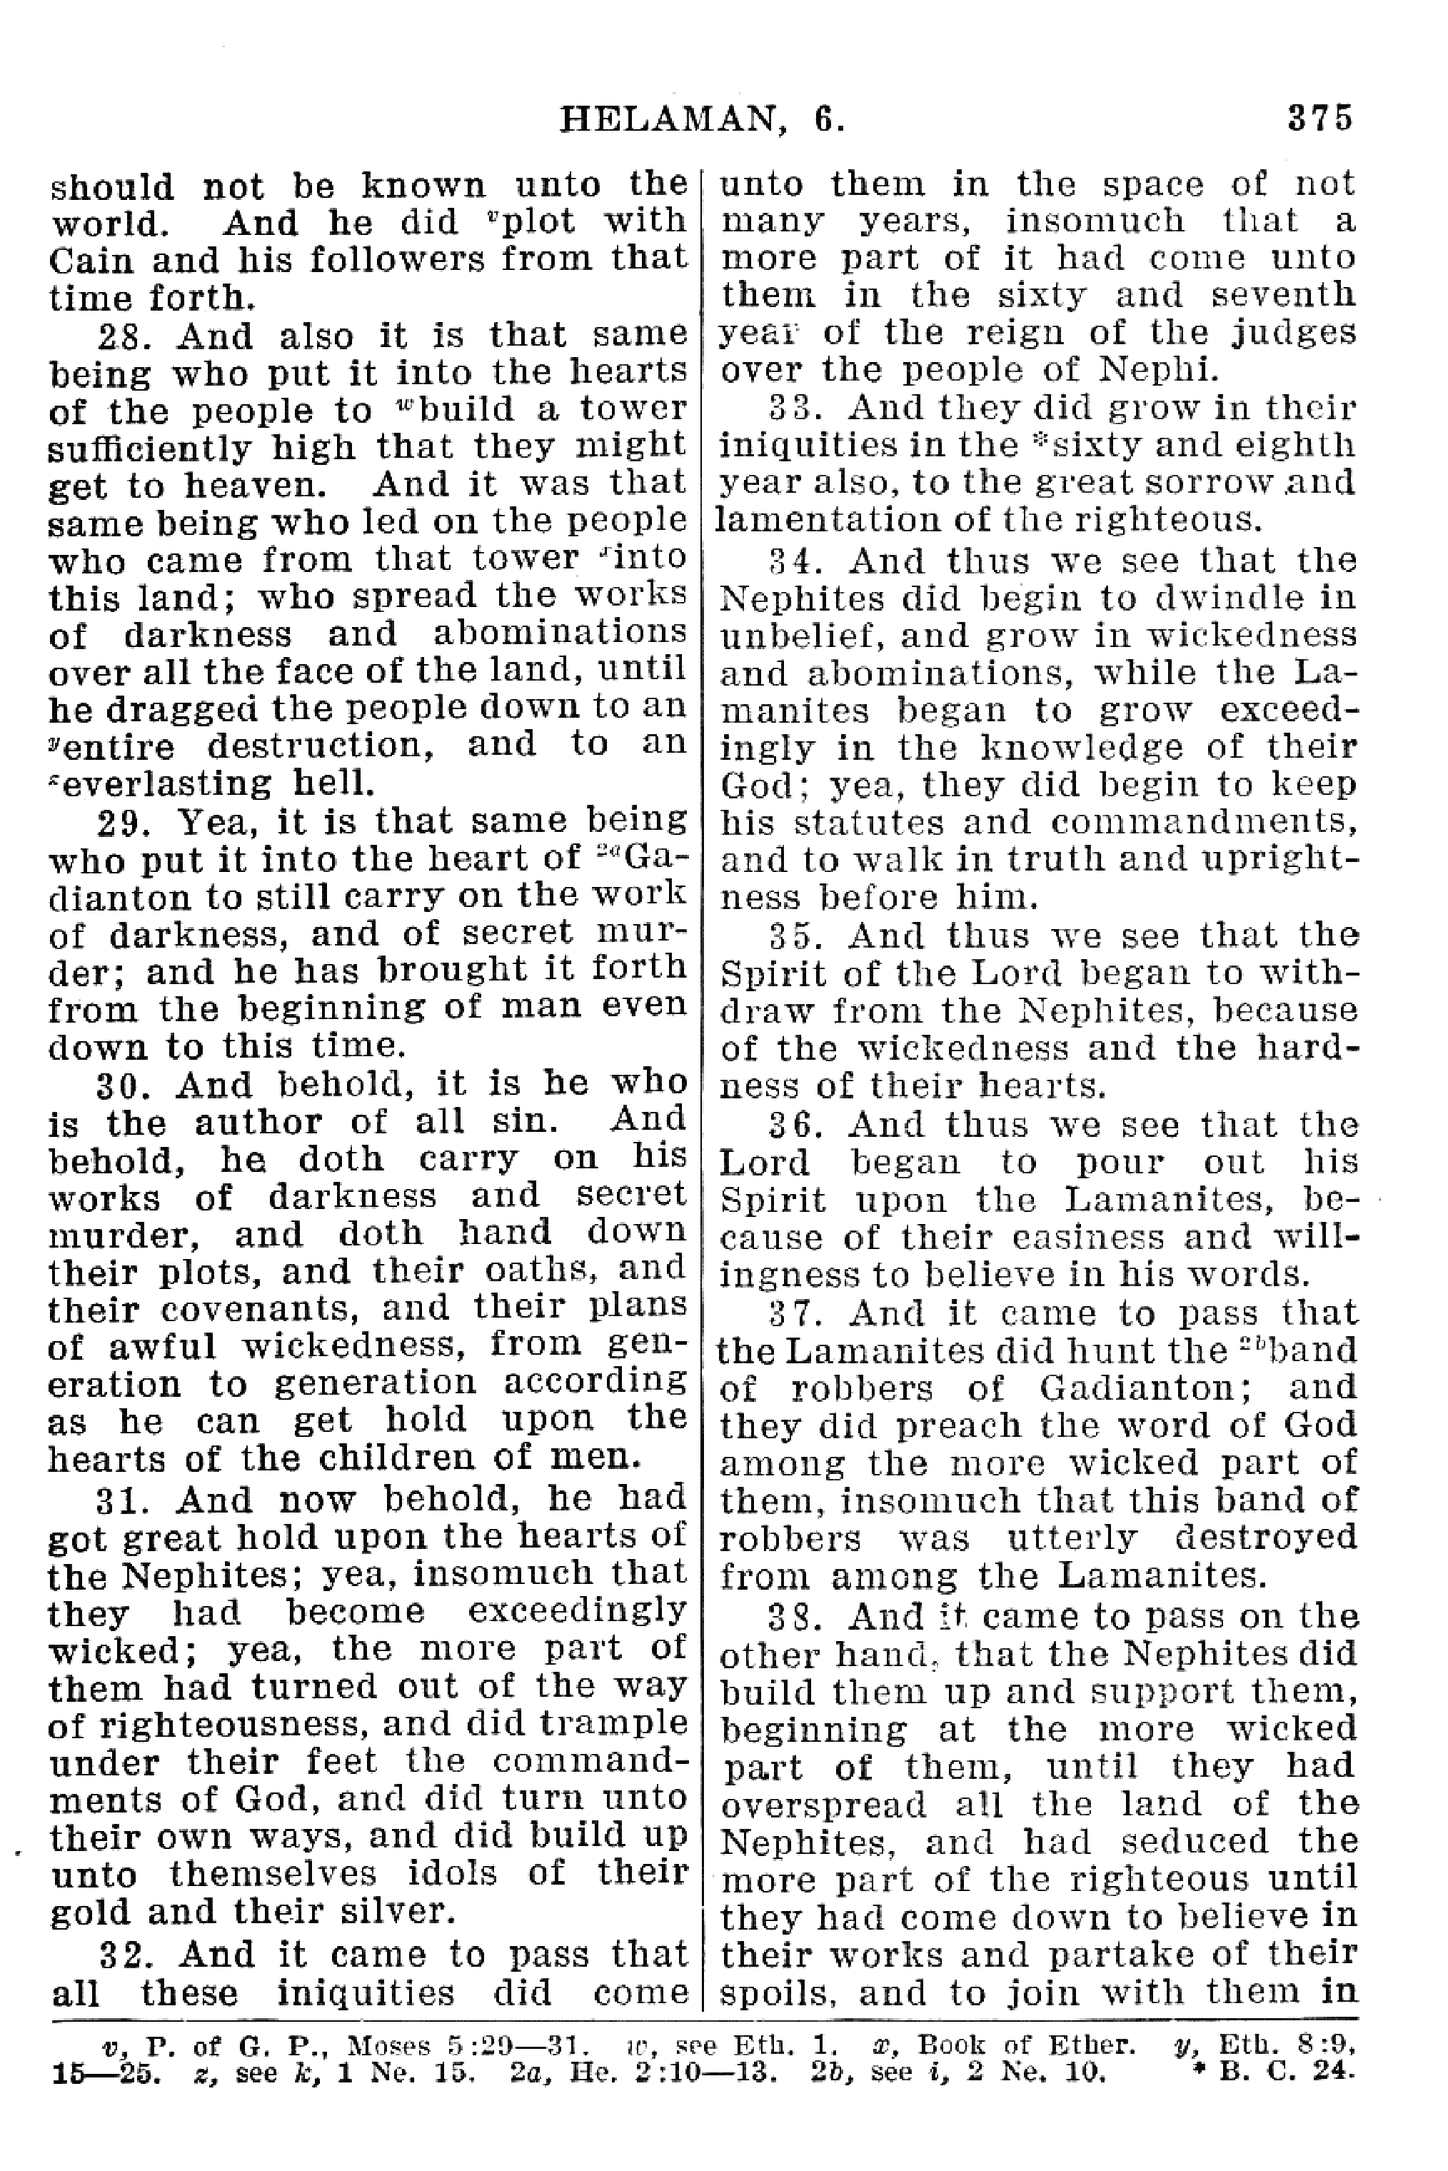 HELAMAN, 6. 375
should not be known unto the
world. And he did vplot with
Cain and his followers from that
time forth.
28. And also it is that same
being who put it into the hearts
of the people to wbuild a tower
sufficiently high that they might
get to heaven. And it was that
same being who led on the people
who came from that tower xinto
this land; who spread the works
of darkness and abominations
over all the face of the land, until
he dragged the people down to an
yentire destruction, and to an
zeverlasting hell.
29. Yea, it is that same being
who put it into the heart of 2aGa-
dianton to still carry on the work
of darkness, and of secret mur-
der; and he has brought it forth
from the beginning of man even
down to this time.
30. And behold, it is he who
is the author of all sin. And
behold, he doth carry on his
works of darkness and secret
murder, and doth hand down
their plots, and their oaths, and
their covenants, and their plans
of awful wickedness, from gen-
eration to generation according
as he can get hold upon the
hearts of the children of men.
31. And now behold, he had
got great hold upon the hearts of
the Nephites; yea, insomuch that
they had become exceedingly
wicked; yea, the more part of
them had turned out of the way
of righteousness, and did trample
under their feet the command-
ments of God, and did turn unto
their own ways, and did build up
unto themselves idols of their
gold and their silver.
32. And it came to pass that
all these iniquities did come
unto them in the space of not
many years, insomuch that a
more part of it had come unto
them in the sixty and seventh
year of the reign of the judges
over the people of Nephi.
33. And they did grow in their
iniquities in the *sixty and eighth
year also, to the great sorrow and
lamentation of the righteous.
34. And thus we see that the
Nephites did begin to dwindle in
unbelief, and grow in wickedness
and abominations, while the La-
manites began to grow exceed-
ingly in the knowledge of their
God; yea, they did begin to keep
his statutes and commandments,
and to walk in truth and upright-
ness before him.
35. And thus we see that the
Spirit of the Lord began to with-
draw from the Nephites, because
of the wickedness and the hard-
ness of their hearts.
36. And thus we see that the
Lord began to pour out his
Spirit upon the Lamanites, be-
cause of their easiness and will-
ingness to believe in his words.
37. And it came to pass that
the Lamanites did hunt the 2bband
of robbers of Gadianton; and
they did preach the word of God
among the more wicked part of
them, insomuch that this band of
robbers was utterly destroyed
from among the Lamanites.
38. And it came to pass on the
other hand, that the Nephites did
build them up and support them,
beginning at the more wicked
part of them, until they had
overspread all the land of the
Nephites, and had seduced the
more part of the righteous until
they had come down to believe in
their works and partake of their
spoils, and to join with them in
v, P. of G. P., Moses 5:29—31. w, see Eth. 1. x, Book of Ether. y, Eth. 8:9,
15—25. z, see k, 1 Ne. 15. 2a, He. 2:10—13. 2b, see i, 2 Ne. 10. * B. C. 24.